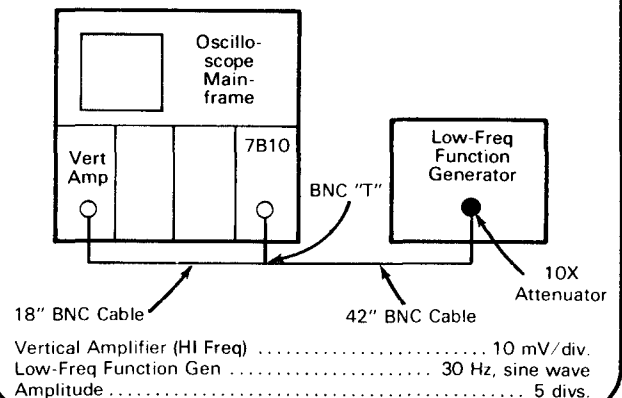 Oscillo-
scope
Main-
frame
7B10
Vert
Amp
Low-Freq
Function
Generator
BNC "T"
10X
Attenuator
18" BNC Cable
42" BNC Cable
Vertical Amplifier (HI Freq) ............................ 10 mV/div.
Low-Freq Function Gen ...................... 30 Hz, sine wave
Amplitude ............................................... 5 divs.